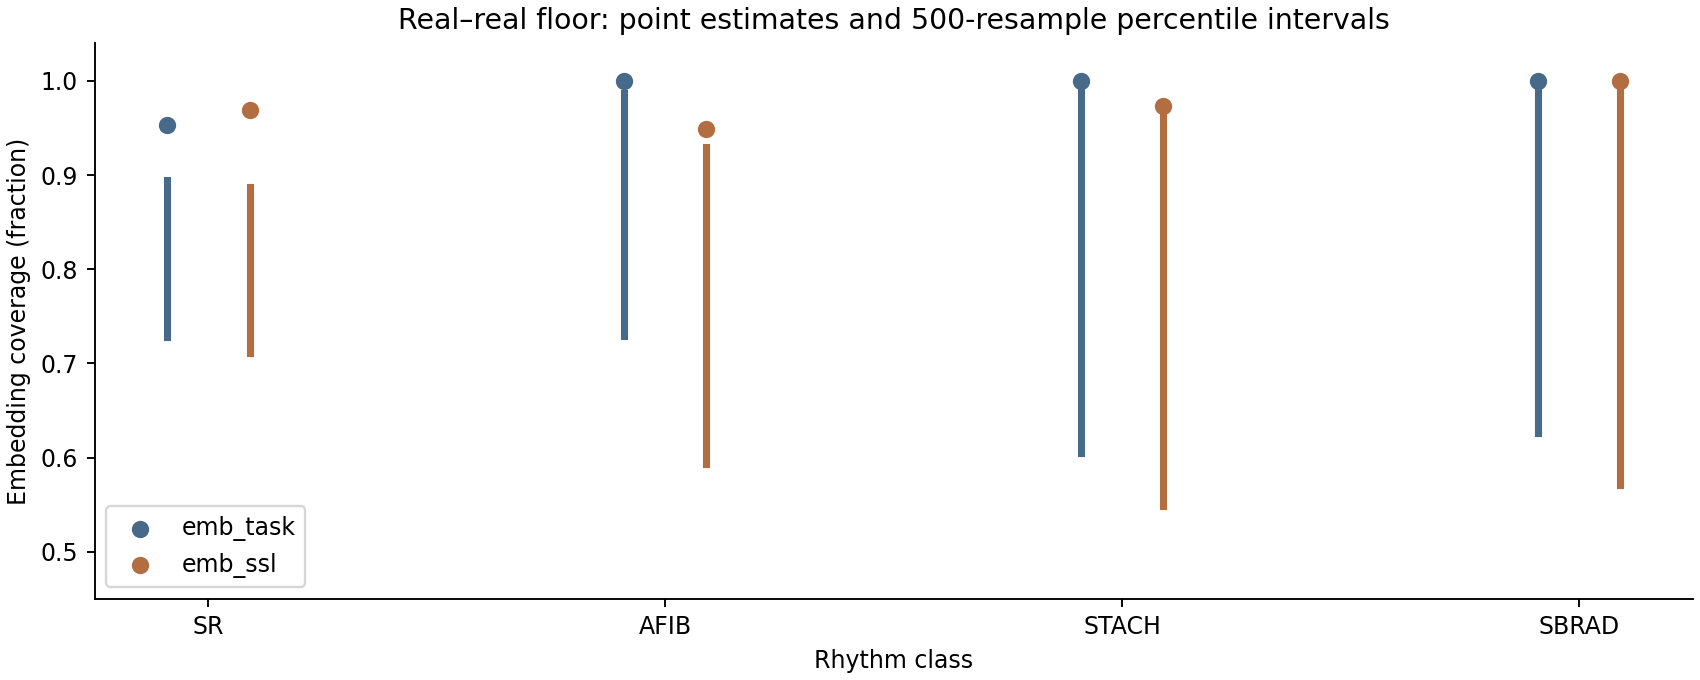 Real–real floor: point estimates and 500-resample percentile intervals
Embedding coverage (fraction)
1.0
0.9
0.8
0.7
0.6
0.5
emb_task
emb_ssl
SR
AFIB
STACH
SBRAD
Rhythm class